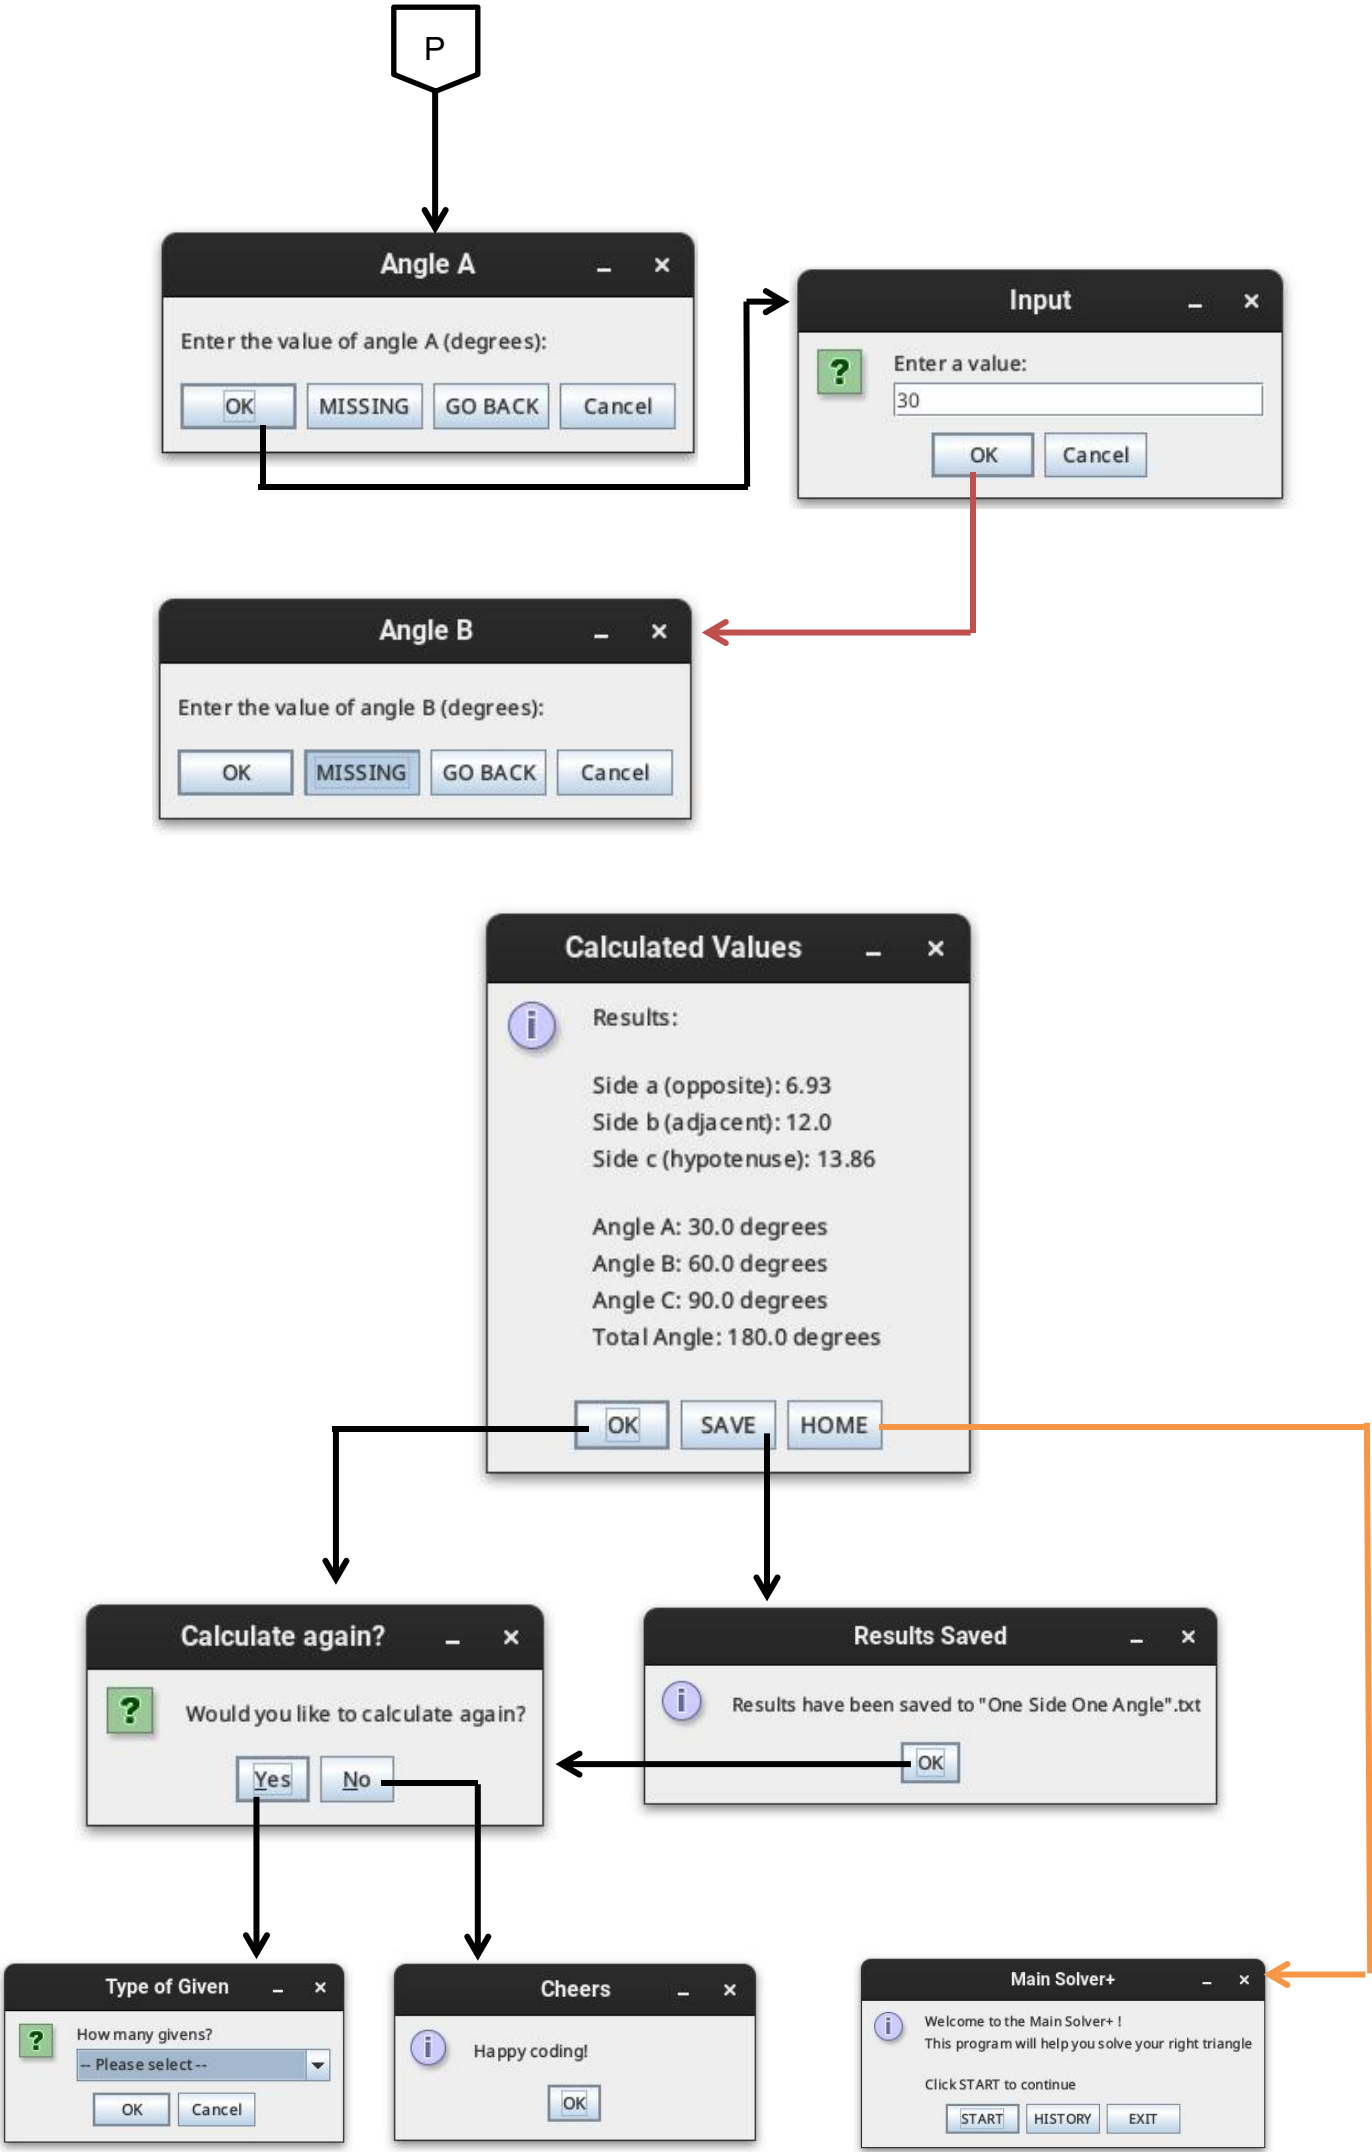 P
Angle A
Enter the value of angle A (degrees):
OK MISSING GO BACK Cancel
Input
Enter a value:
30
OK Cancel
Angle B
Enter the value of angle B (degrees):
OK MISSING GO BACK Cancel
Calculated Values
Results:
Side a (opposite): 6.93
Side b (adjacent): 12.0
Side c (hypotenuse): 13.86
Angle A: 30.0 degrees
Angle B: 60.0 degrees
Angle C: 90.0 degrees
Total Angle: 180.0 degrees
OK SAVE HOME
Calculate again?
Would you like to calculate again?
Yes No
Results Saved
Results have been saved to "One Side One Angle".txt
OK
Type of Given
How many givens?
-- Please select --
OK Cancel
Cheers
Happy coding!
OK
Main Solver+
Welcome to the Main Solver+ !
This program will help you solve your right triangle
Click START to continue
START HISTORY EXIT